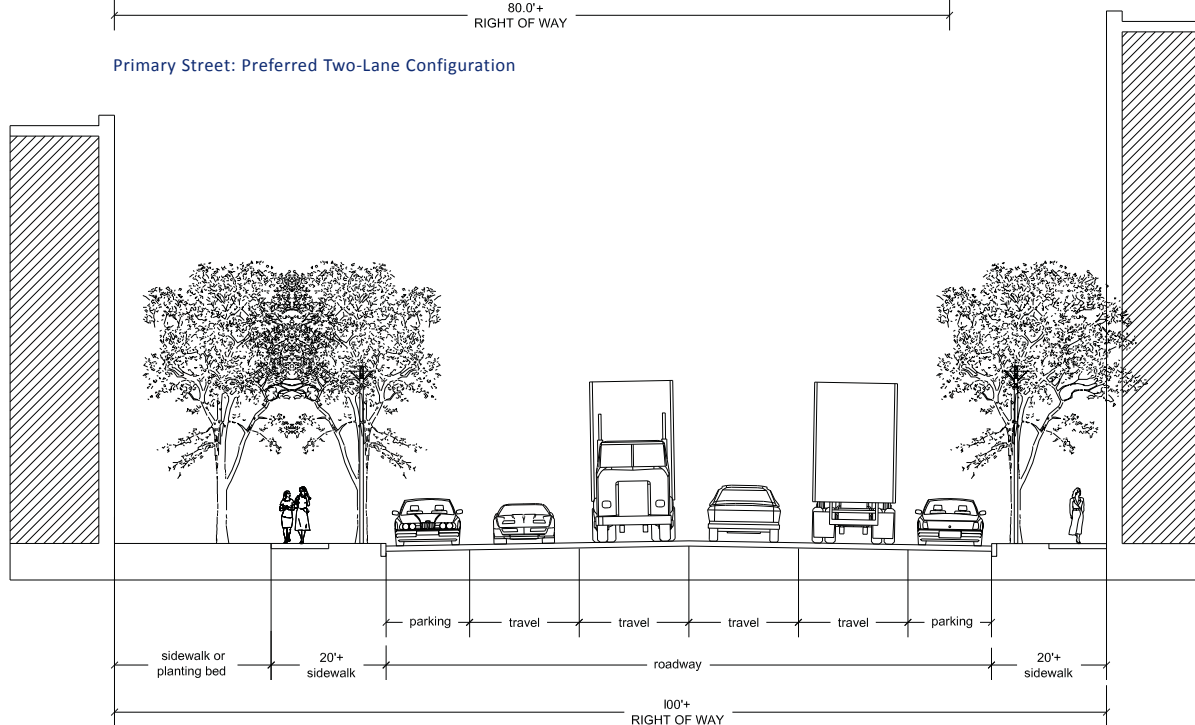 80.0'+
RIGHT OF WAY
Primary Street: Preferred Two-Lane Configuration
parking
travel
travel
travel
travel
parking
sidewalk or
planting bed
20'+
sidewalk
roadway
20'+
sidewalk
100'+
RIGHT OF WAY